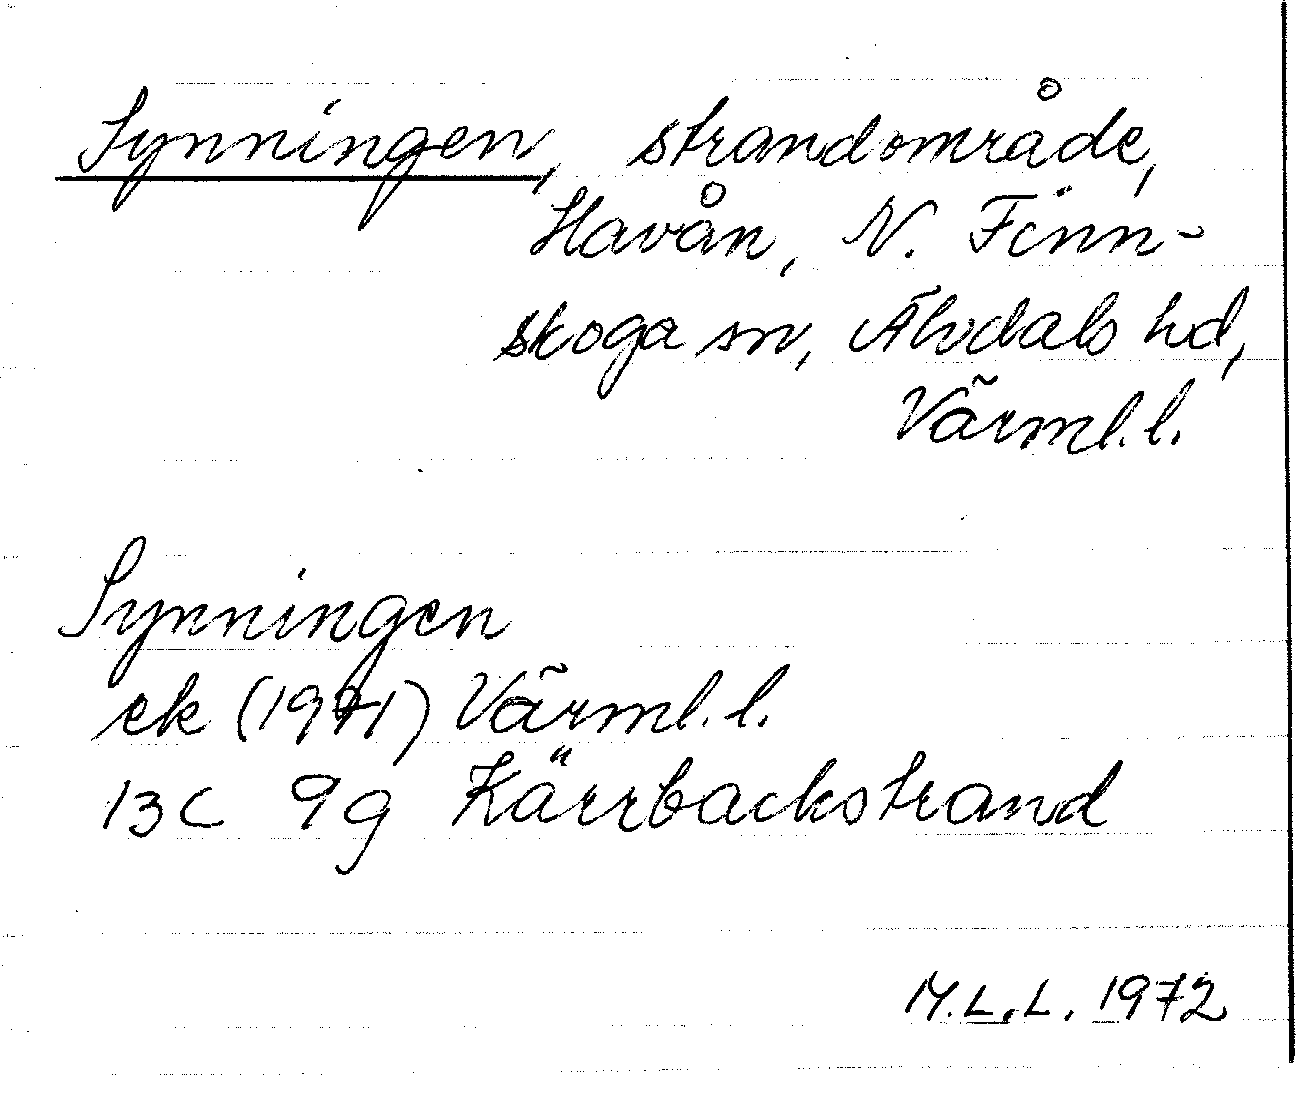 Synningen, strandområde,
Havån, N. Finn-
skoga sn, Älvdals hd,
Värml. l.
Synningen
ek (1971) Värml. l.
13C 9g Kärrbackstrand
M.L.L. 1972